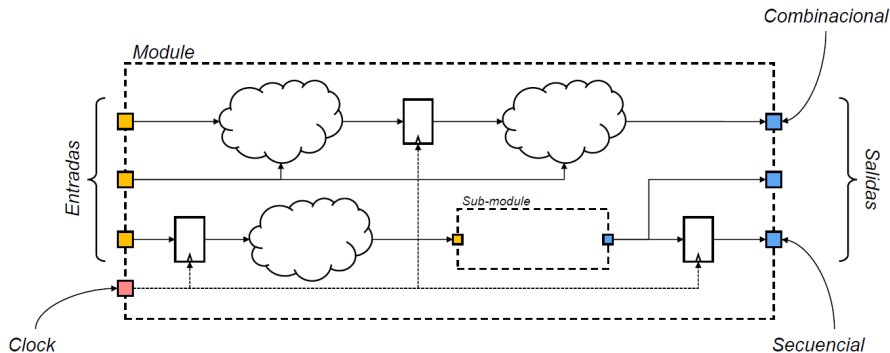 Combinacional
Module
Entradas
Salidas
Sub-module
Clock
Secuencial